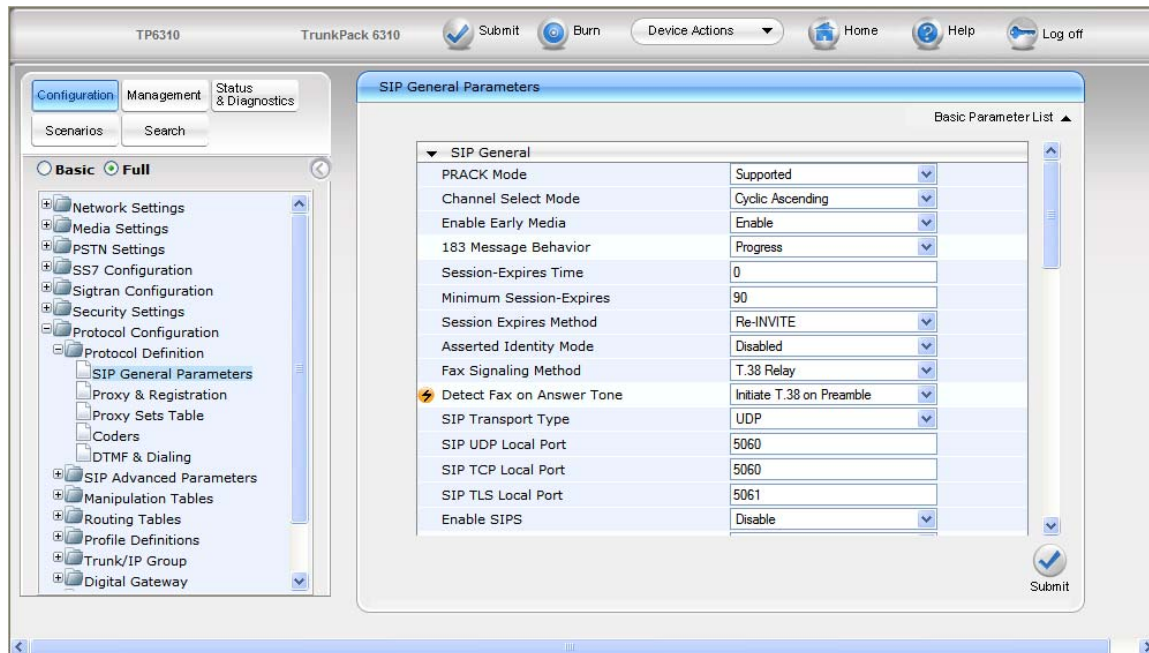 TP6310 TrunkPack 6310 Submit Burn Device Actions Home Help Log off
Configuration Management Status & Diagnostics
Scenarios Search
Basic Full
Network Settings
Media Settings
PSTN Settings
SS7 Configuration
Sigtran Configuration
Security Settings
Protocol Configuration
Protocol Definition
SIP General Parameters
Proxy & Registration
Proxy Sets Table
Coders
DTMF & Dialing
SIP Advanced Parameters
Manipulation Tables
Routing Tables
Profile Definitions
Trunk/IP Group
Digital Gateway
SIP General Parameters
Basic Parameter List
SIP General
PRACK Mode Supported
Channel Select Mode Cyclic Ascending
Enable Early Media Enable
183 Message Behavior Progress
Session-Expires Time 0
Minimum Session-Expires 90
Session Expires Method Re-INVITE
Asserted Identity Mode Disabled
Fax Signaling Method T.38 Relay
Detect Fax on Answer Tone Initiate T.38 on Preamble
SIP Transport Type UDP
SIP UDP Local Port 5060
SIP TCP Local Port 5060
SIP TLS Local Port 5061
Enable SIPS Disable
Submit